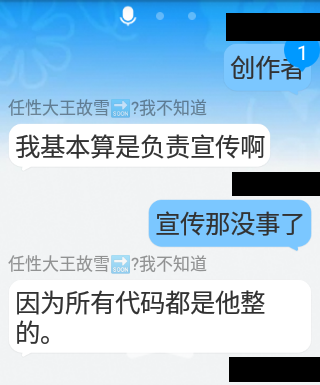 1
创作者
任性大王故雪🔜?我不知道
我基本算是负责宣传啊
宣传那没事了
任性大王故雪🔜?我不知道
因为所有代码都是他整
的。